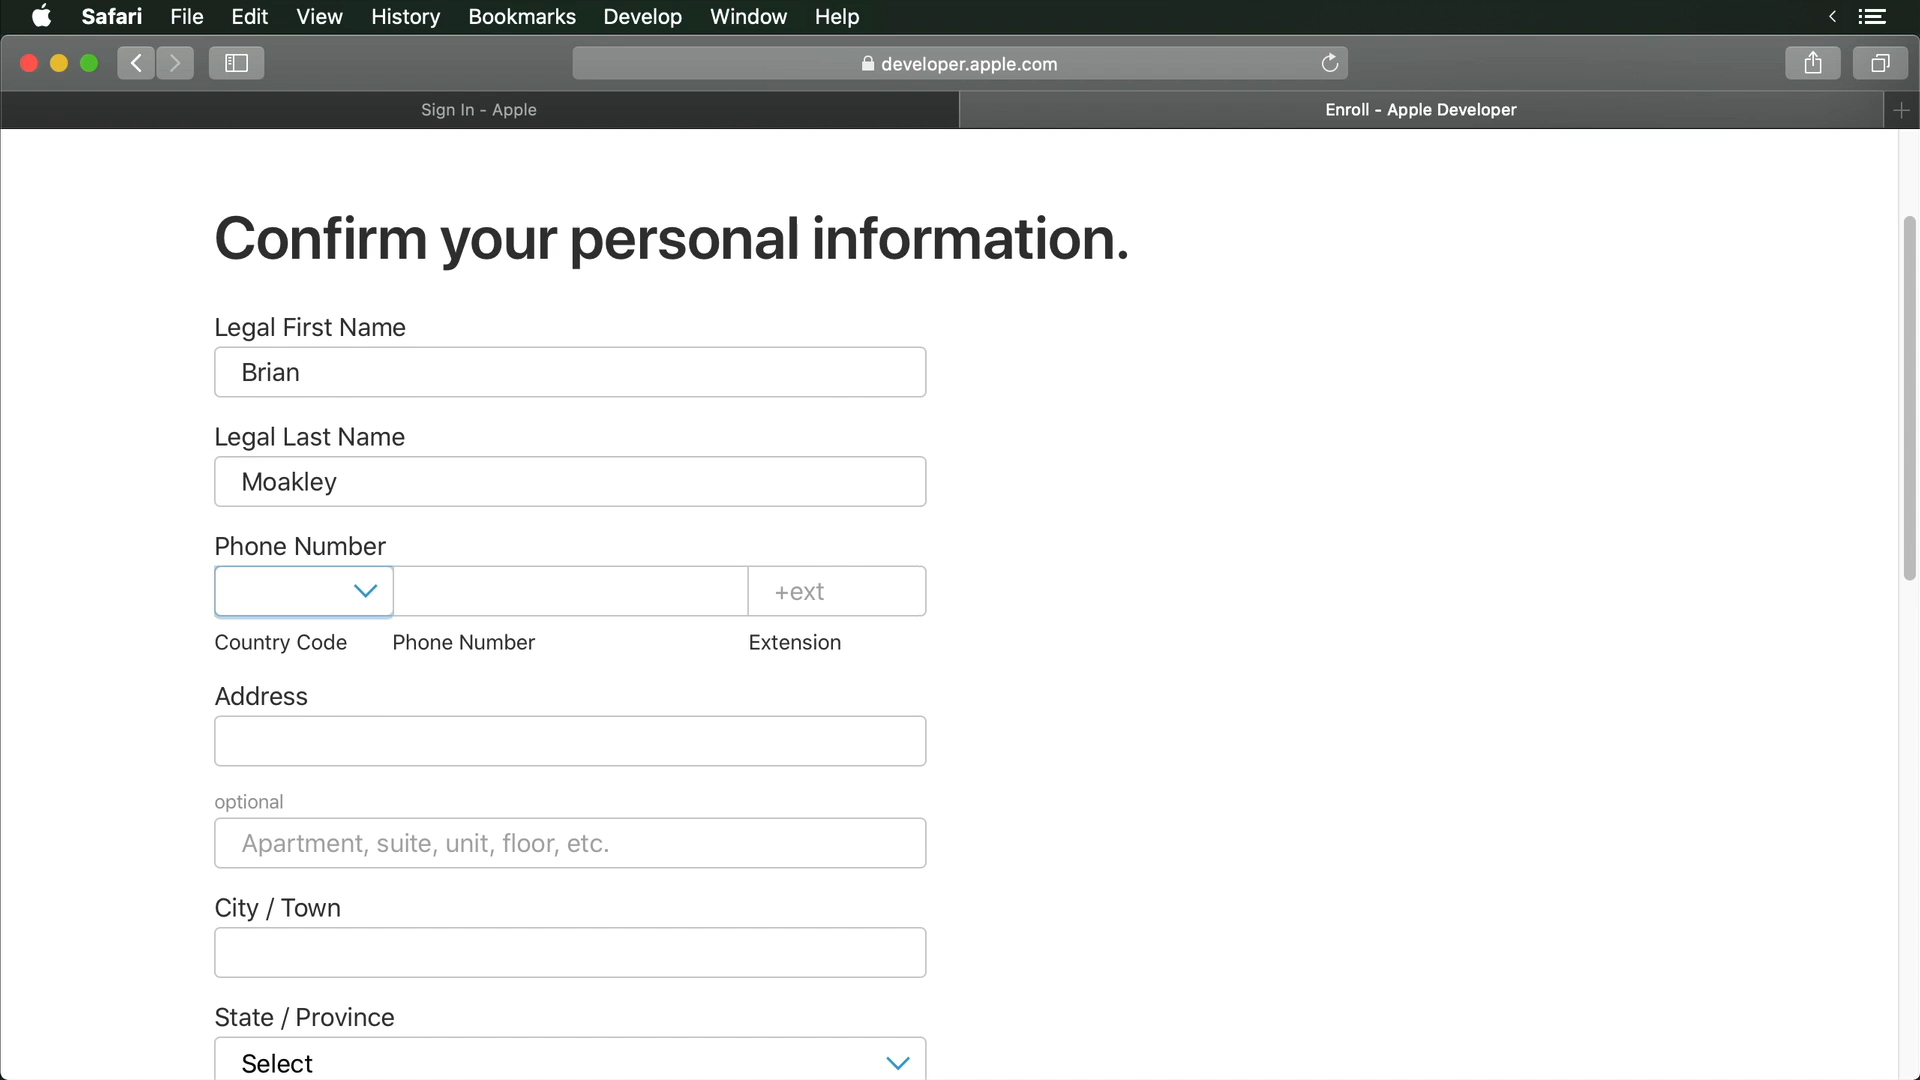 Safari File Edit View History Bookmarks Develop Window Help
developer.apple.com
Sign In - Apple
Enroll - Apple Developer
Confirm your personal information.
Legal First Name
Brian
Legal Last Name
Moakley
Phone Number
+ext
Country Code Phone Number Extension
Address
optional
Apartment, suite, unit, floor, etc.
City / Town
State / Province
Select